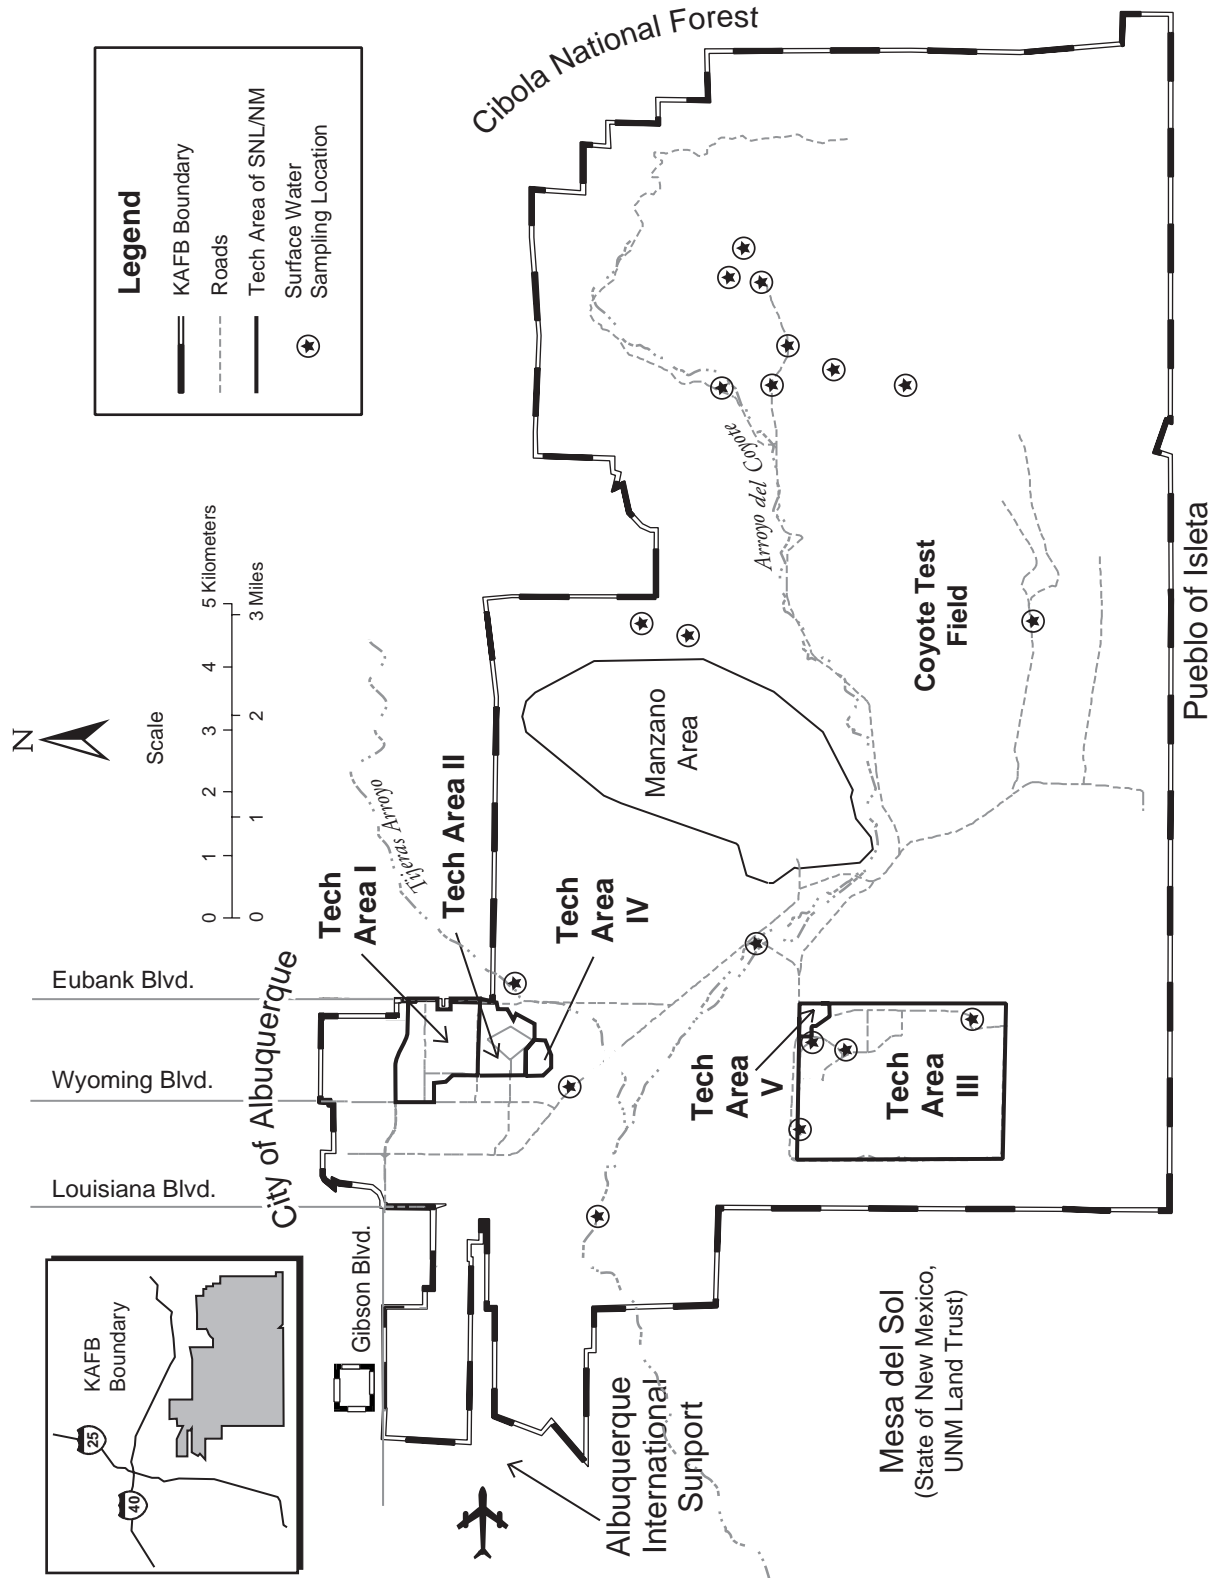 KAFB
Boundary
25
40
City of Albuquerque
Louisiana Blvd.
Wyoming Blvd.
Eubank Blvd.
Gibson Blvd.
N
Scale
0
1
2
3
4
5 Kilometers
0
1
2
3 Miles
Legend
KAFB Boundary
Roads
Tech Area of SNL/NM
Surface Water
Sampling Location
Tijeras Arroyo
Tech
Area I
Tech Area II
Tech
Area
IV
Cibola National Forest
Albuquerque
International
Sunport
Manzano
Area
Arroyo del Coyote
Tech
Area
V
Tech
Area
III
Coyote Test
Field
Mesa del Sol
(State of New Mexico,
UNM Land Trust)
Pueblo of Isleta